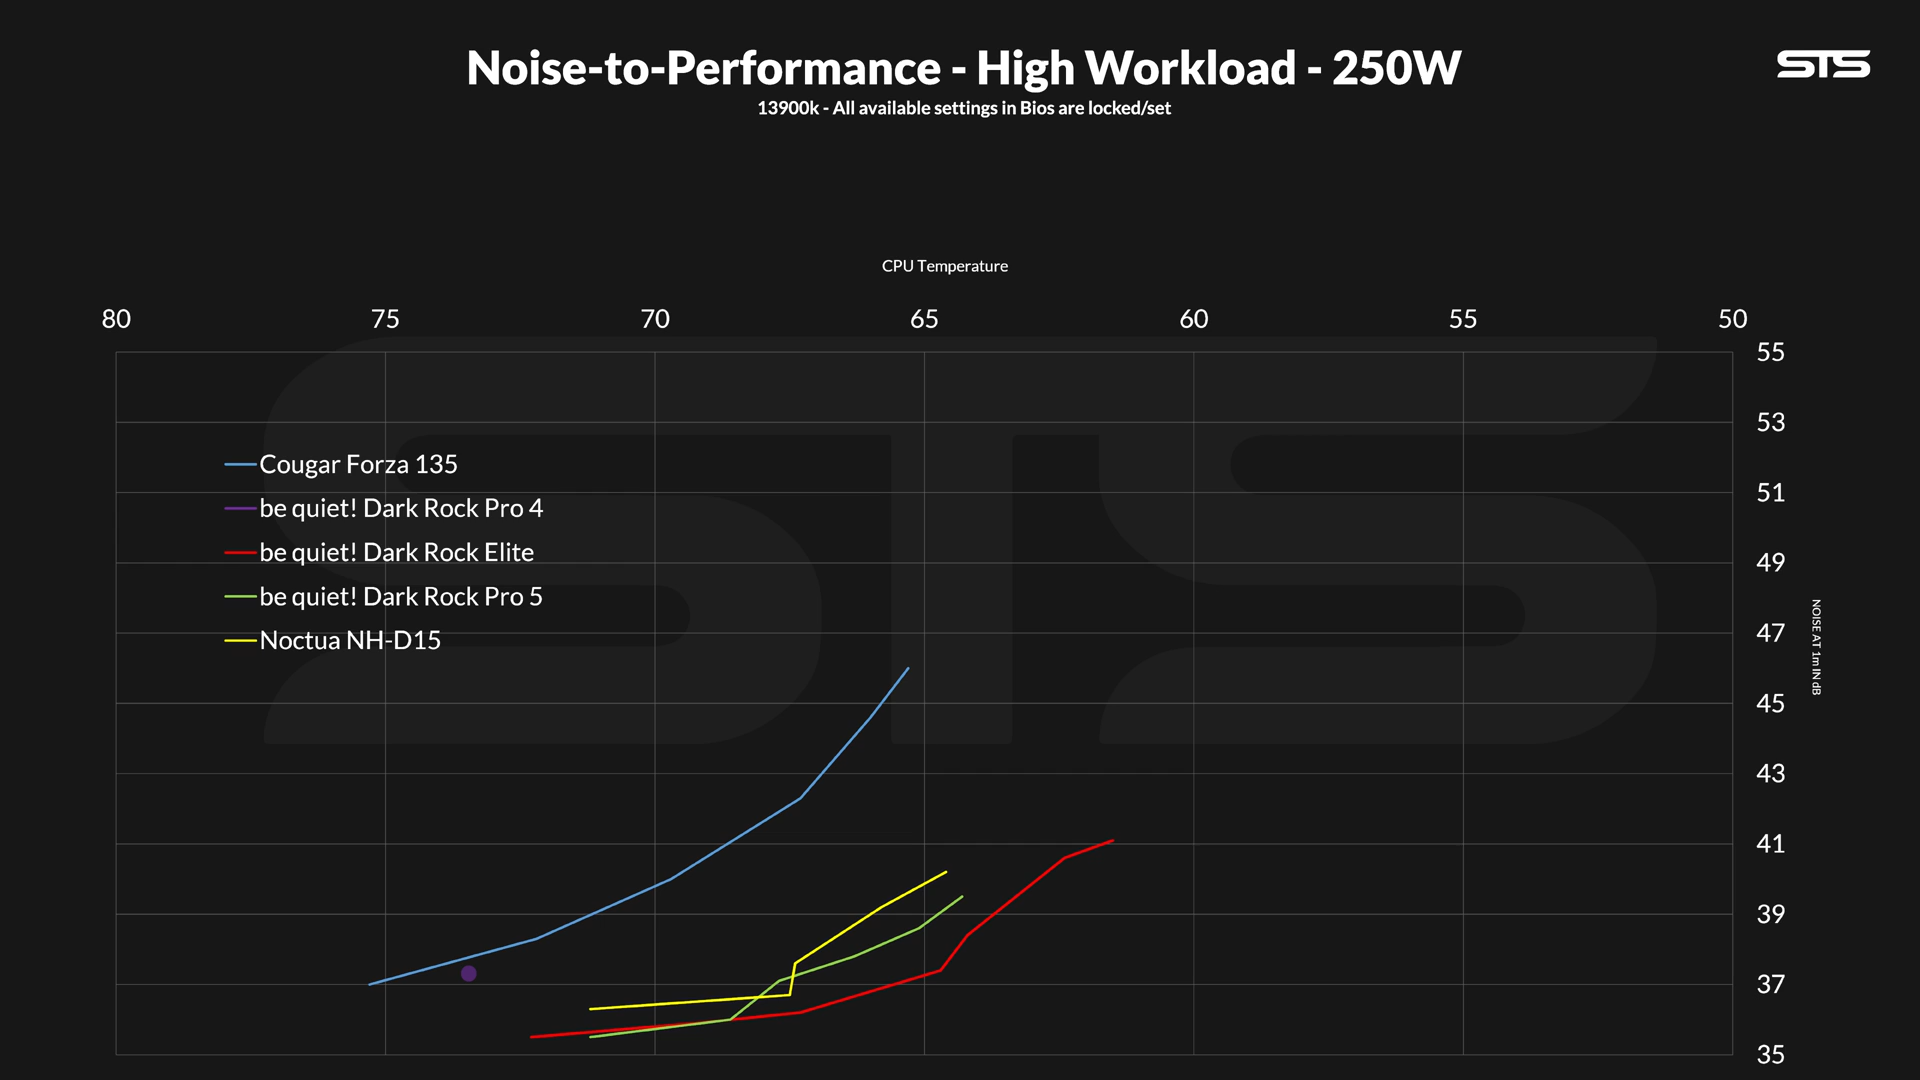 Noise-to-Performance - High Workload - 250W
STS
13900k - All available settings in Bios are locked/set
CPU Temperature
80 75 70 65 60 55 50
55
53
Cougar Forza 135
51
be quiet! Dark Rock Pro 4
be quiet! Dark Rock Elite
49
be quiet! Dark Rock Pro 5
Noctua NH-D15
47
NOISE AT 1m IN dB
45
43
41
39
37
35
STS